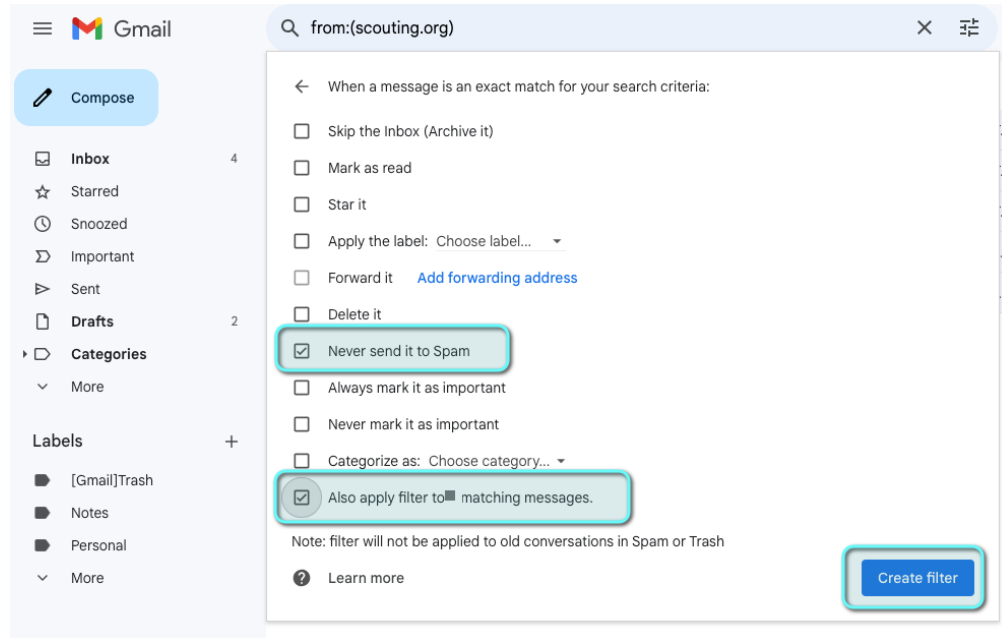 Gmail
from:(scouting.org)
Compose
Inbox 4
Starred
Snoozed
Important
Sent
Drafts 2
Categories
More
Labels +
[Gmail]Trash
Notes
Personal
More
When a message is an exact match for your search criteria:
Skip the Inbox (Archive it)
Mark as read
Star it
Apply the label: Choose label...
Forward it Add forwarding address
Delete it
Never send it to Spam
Always mark it as important
Never mark it as important
Categorize as: Choose category...
Also apply filter to matching messages.
Note: filter will not be applied to old conversations in Spam or Trash
Learn more
Create filter